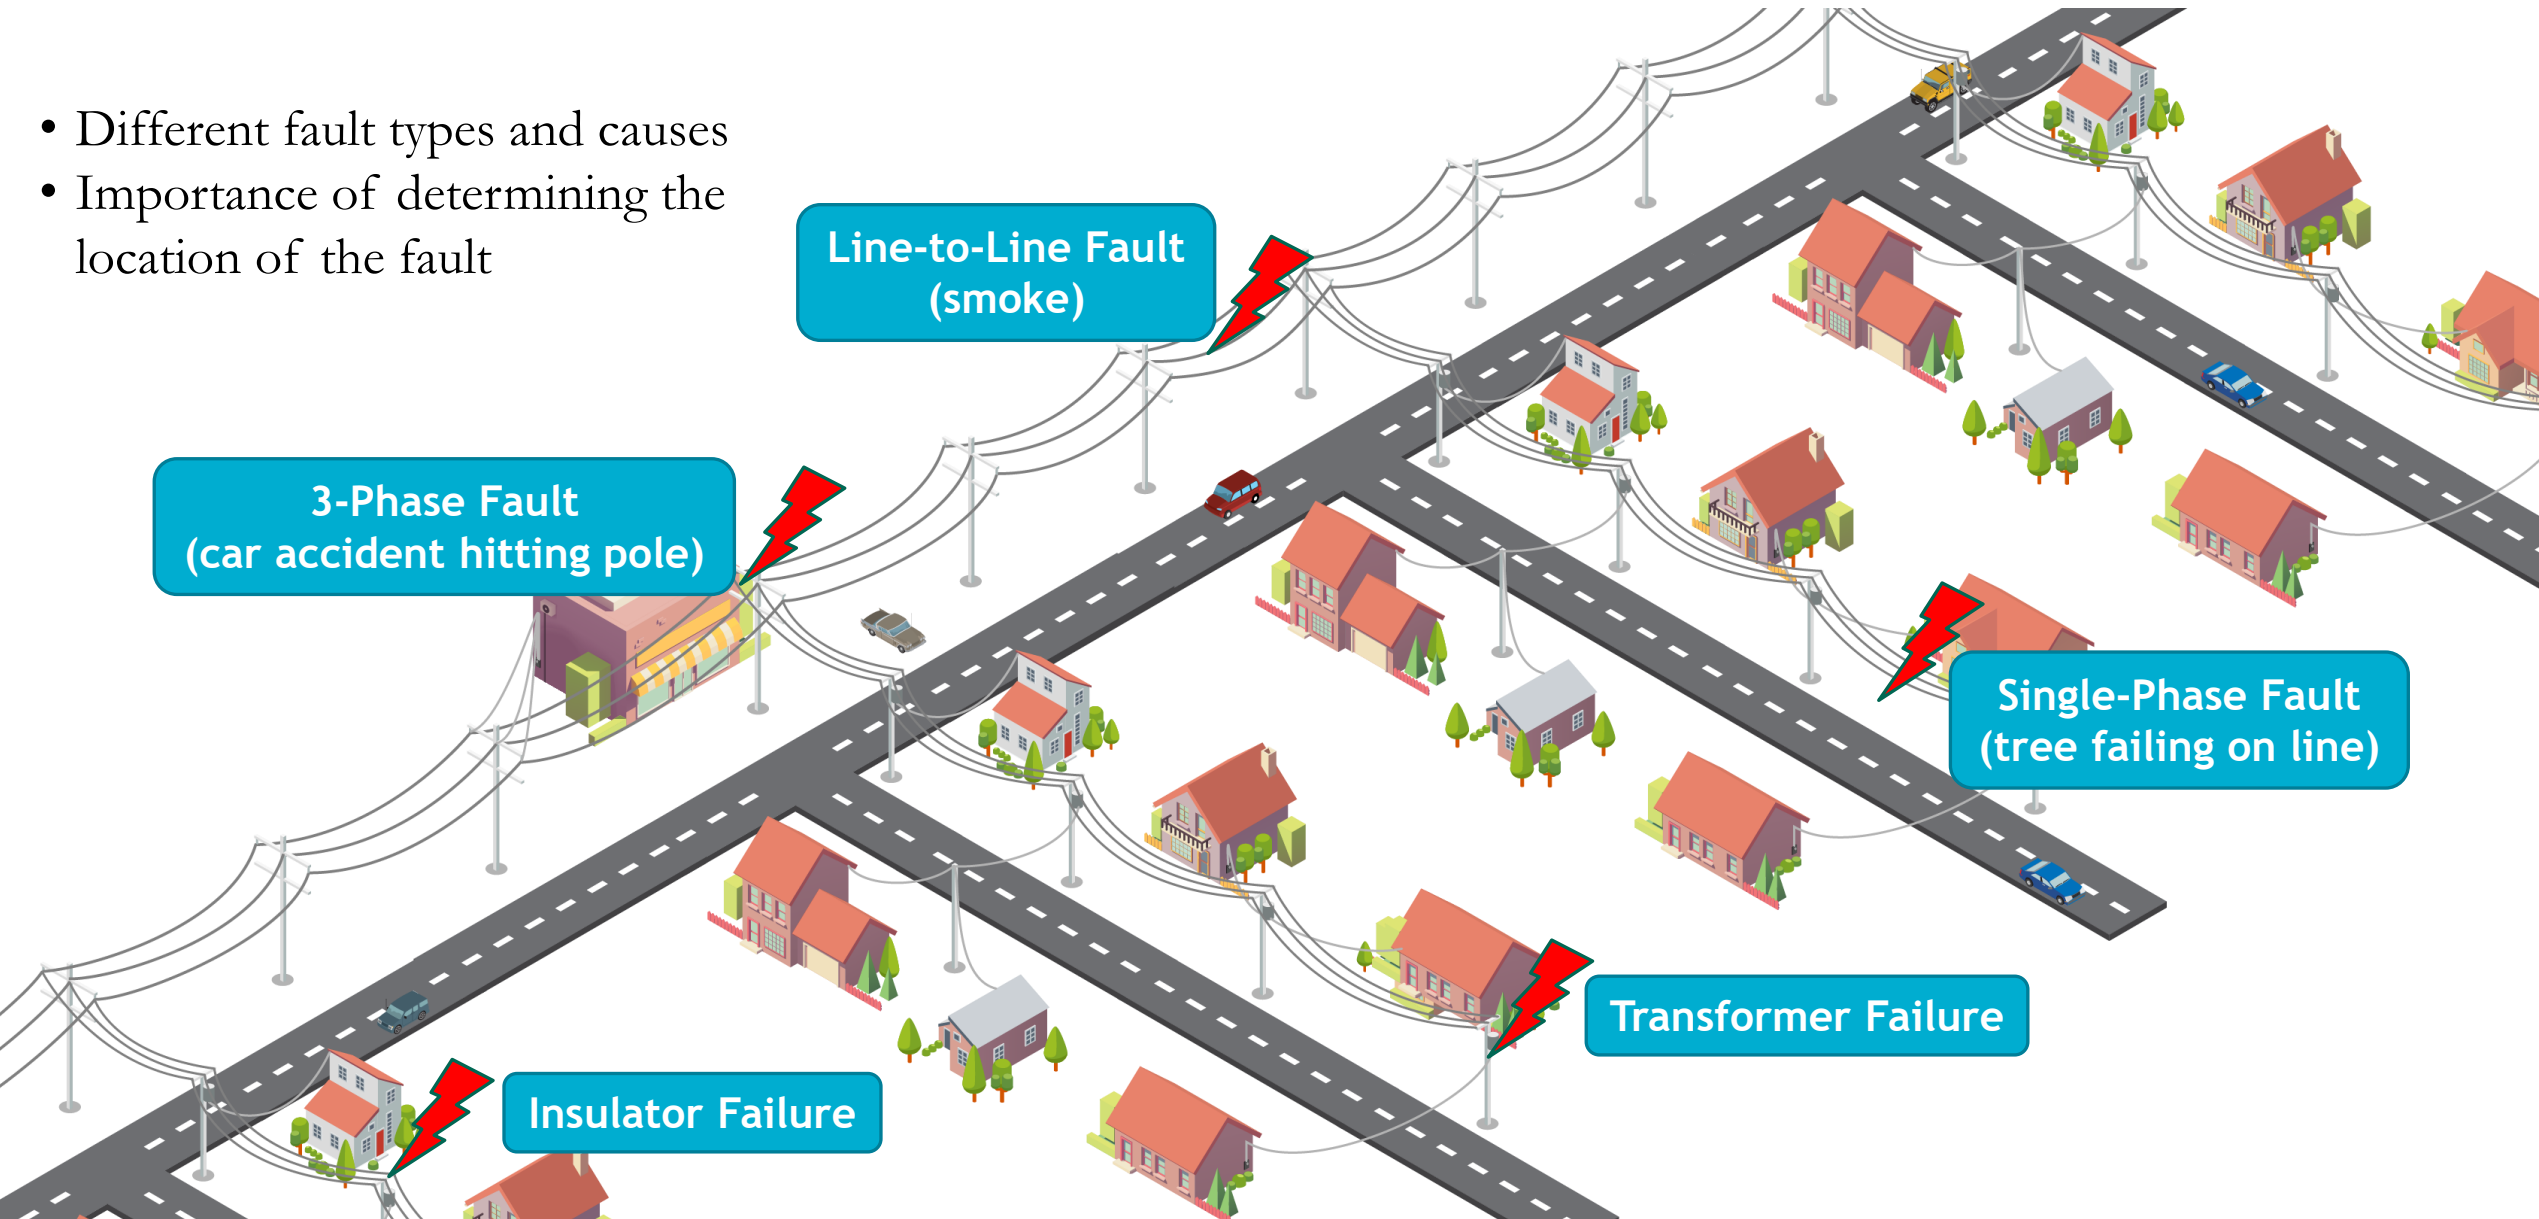 • Different fault types and causes
• Importance of determining the
location of the fault
Line-to-Line Fault
(smoke)
3-Phase Fault
(car accident hitting pole)
Single-Phase Fault
(tree failing on line)
Transformer Failure
Insulator Failure